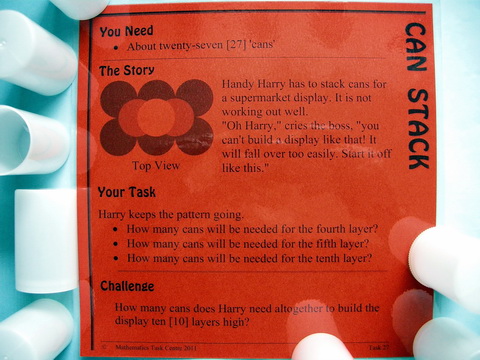 CAN STACK
You Need
• About twenty-seven [27] 'cans'
The Story
Handy Harry has to stack cans for
a supermarket display. It is not
working out well.
"Oh Harry," cries the boss, "you
can't build a display like that! It
will fall over too easily. Start it off
like this."
Top View
Your Task
Harry keeps the pattern going.
• How many cans will be needed for the fourth layer?
• How many cans will be needed for the fifth layer?
• How many cans will be needed for the tenth layer?
Challenge
How many cans does Harry need altogether to build the
display ten [10] layers high?
© Mathematics Task Centre 2011